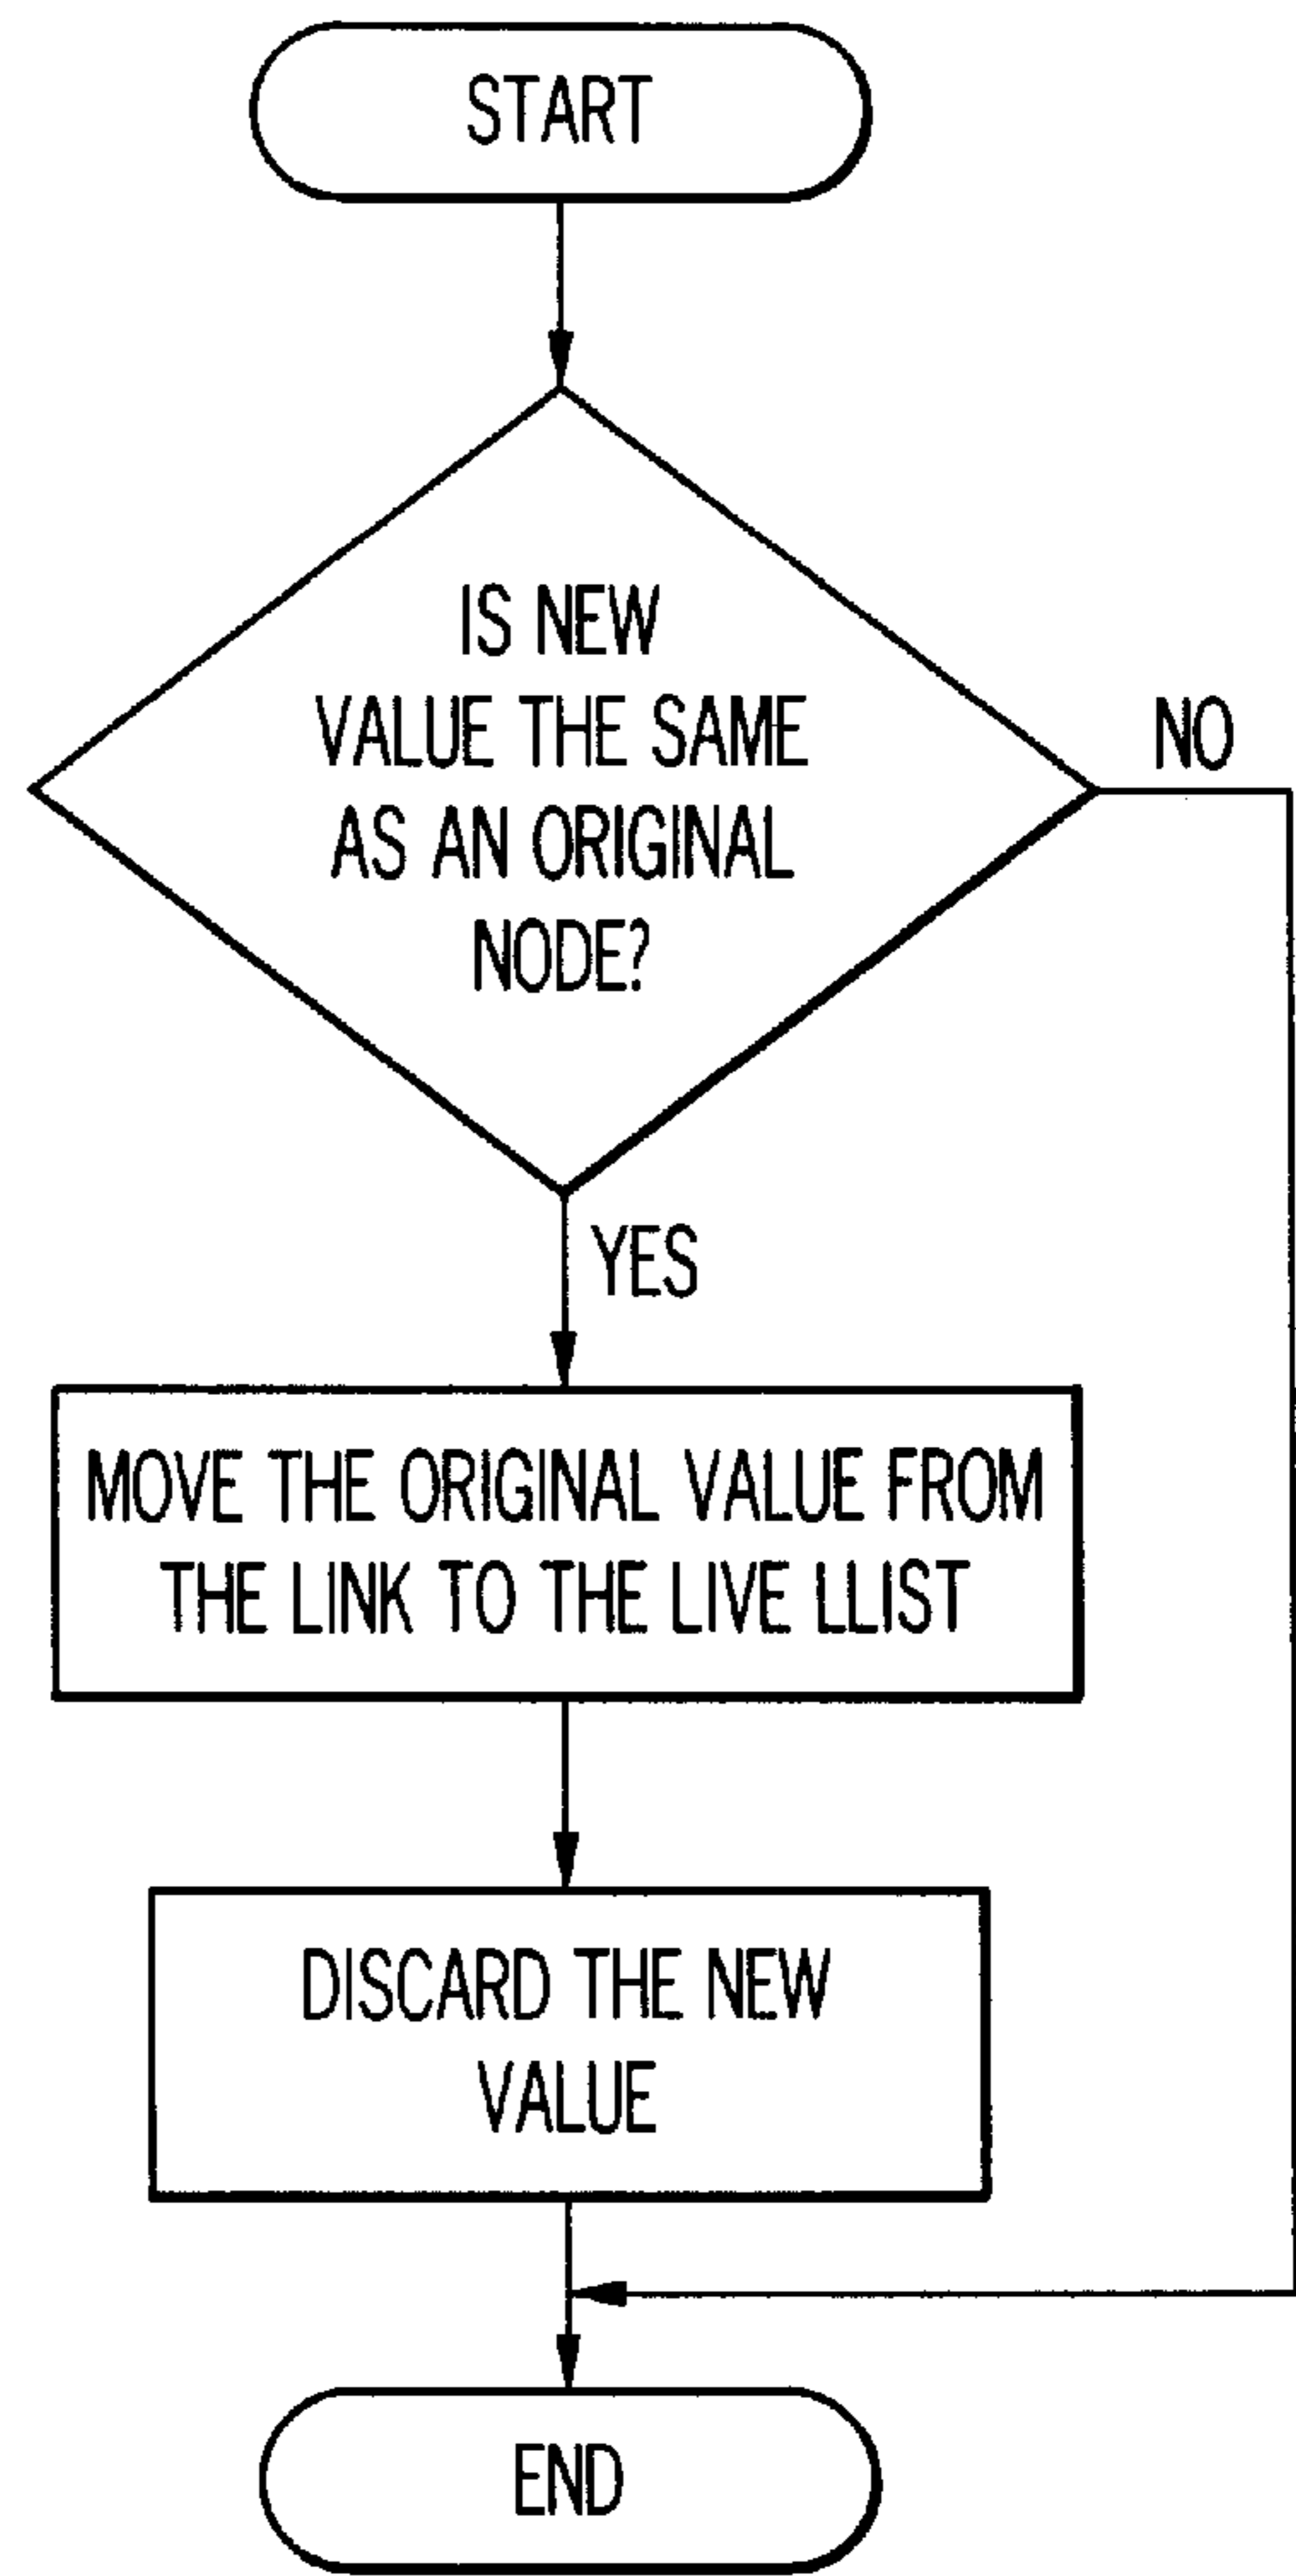 START
IS NEW
VALUE THE SAME
AS AN ORIGINAL
NODE?
NO
YES
MOVE THE ORIGINAL VALUE FROM
THE LINK TO THE LIVE LLIST
DISCARD THE NEW
VALUE
END